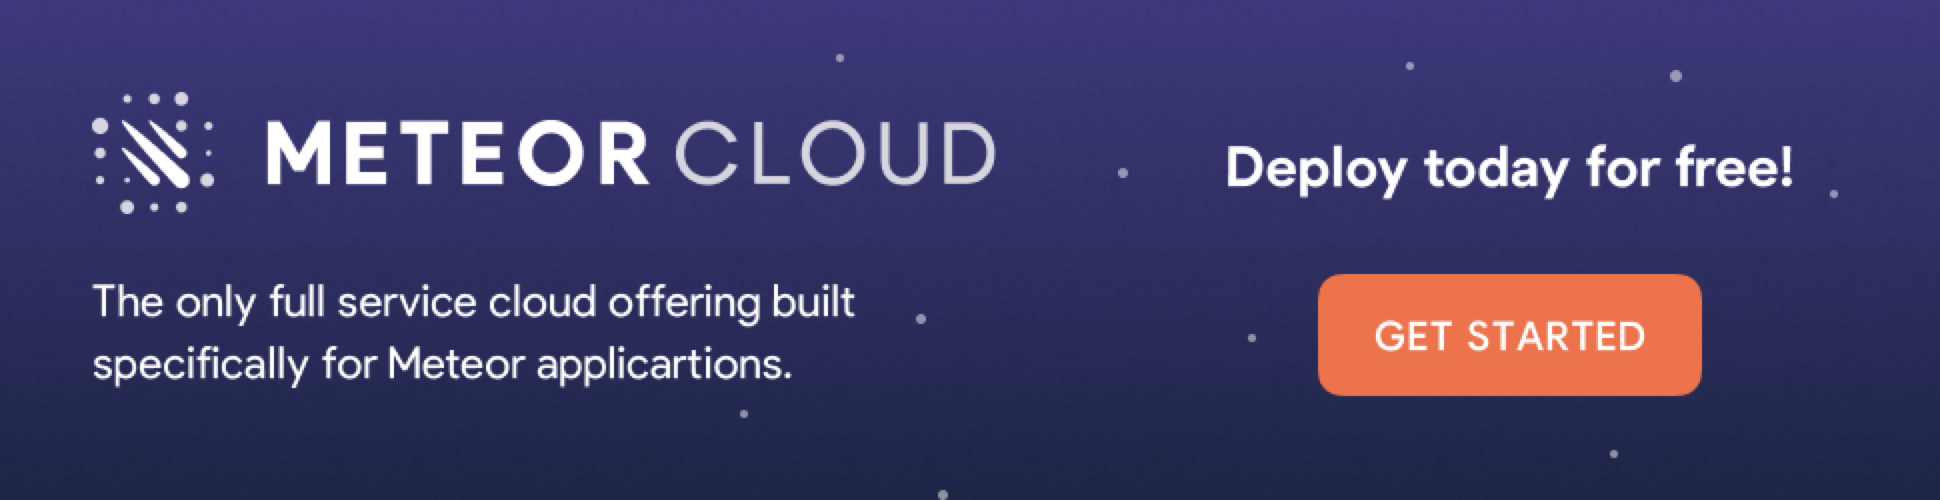 METEOR CLOUD
The only full service cloud offering built
specifically for Meteor applicartions.
Deploy today for free!
GET STARTED